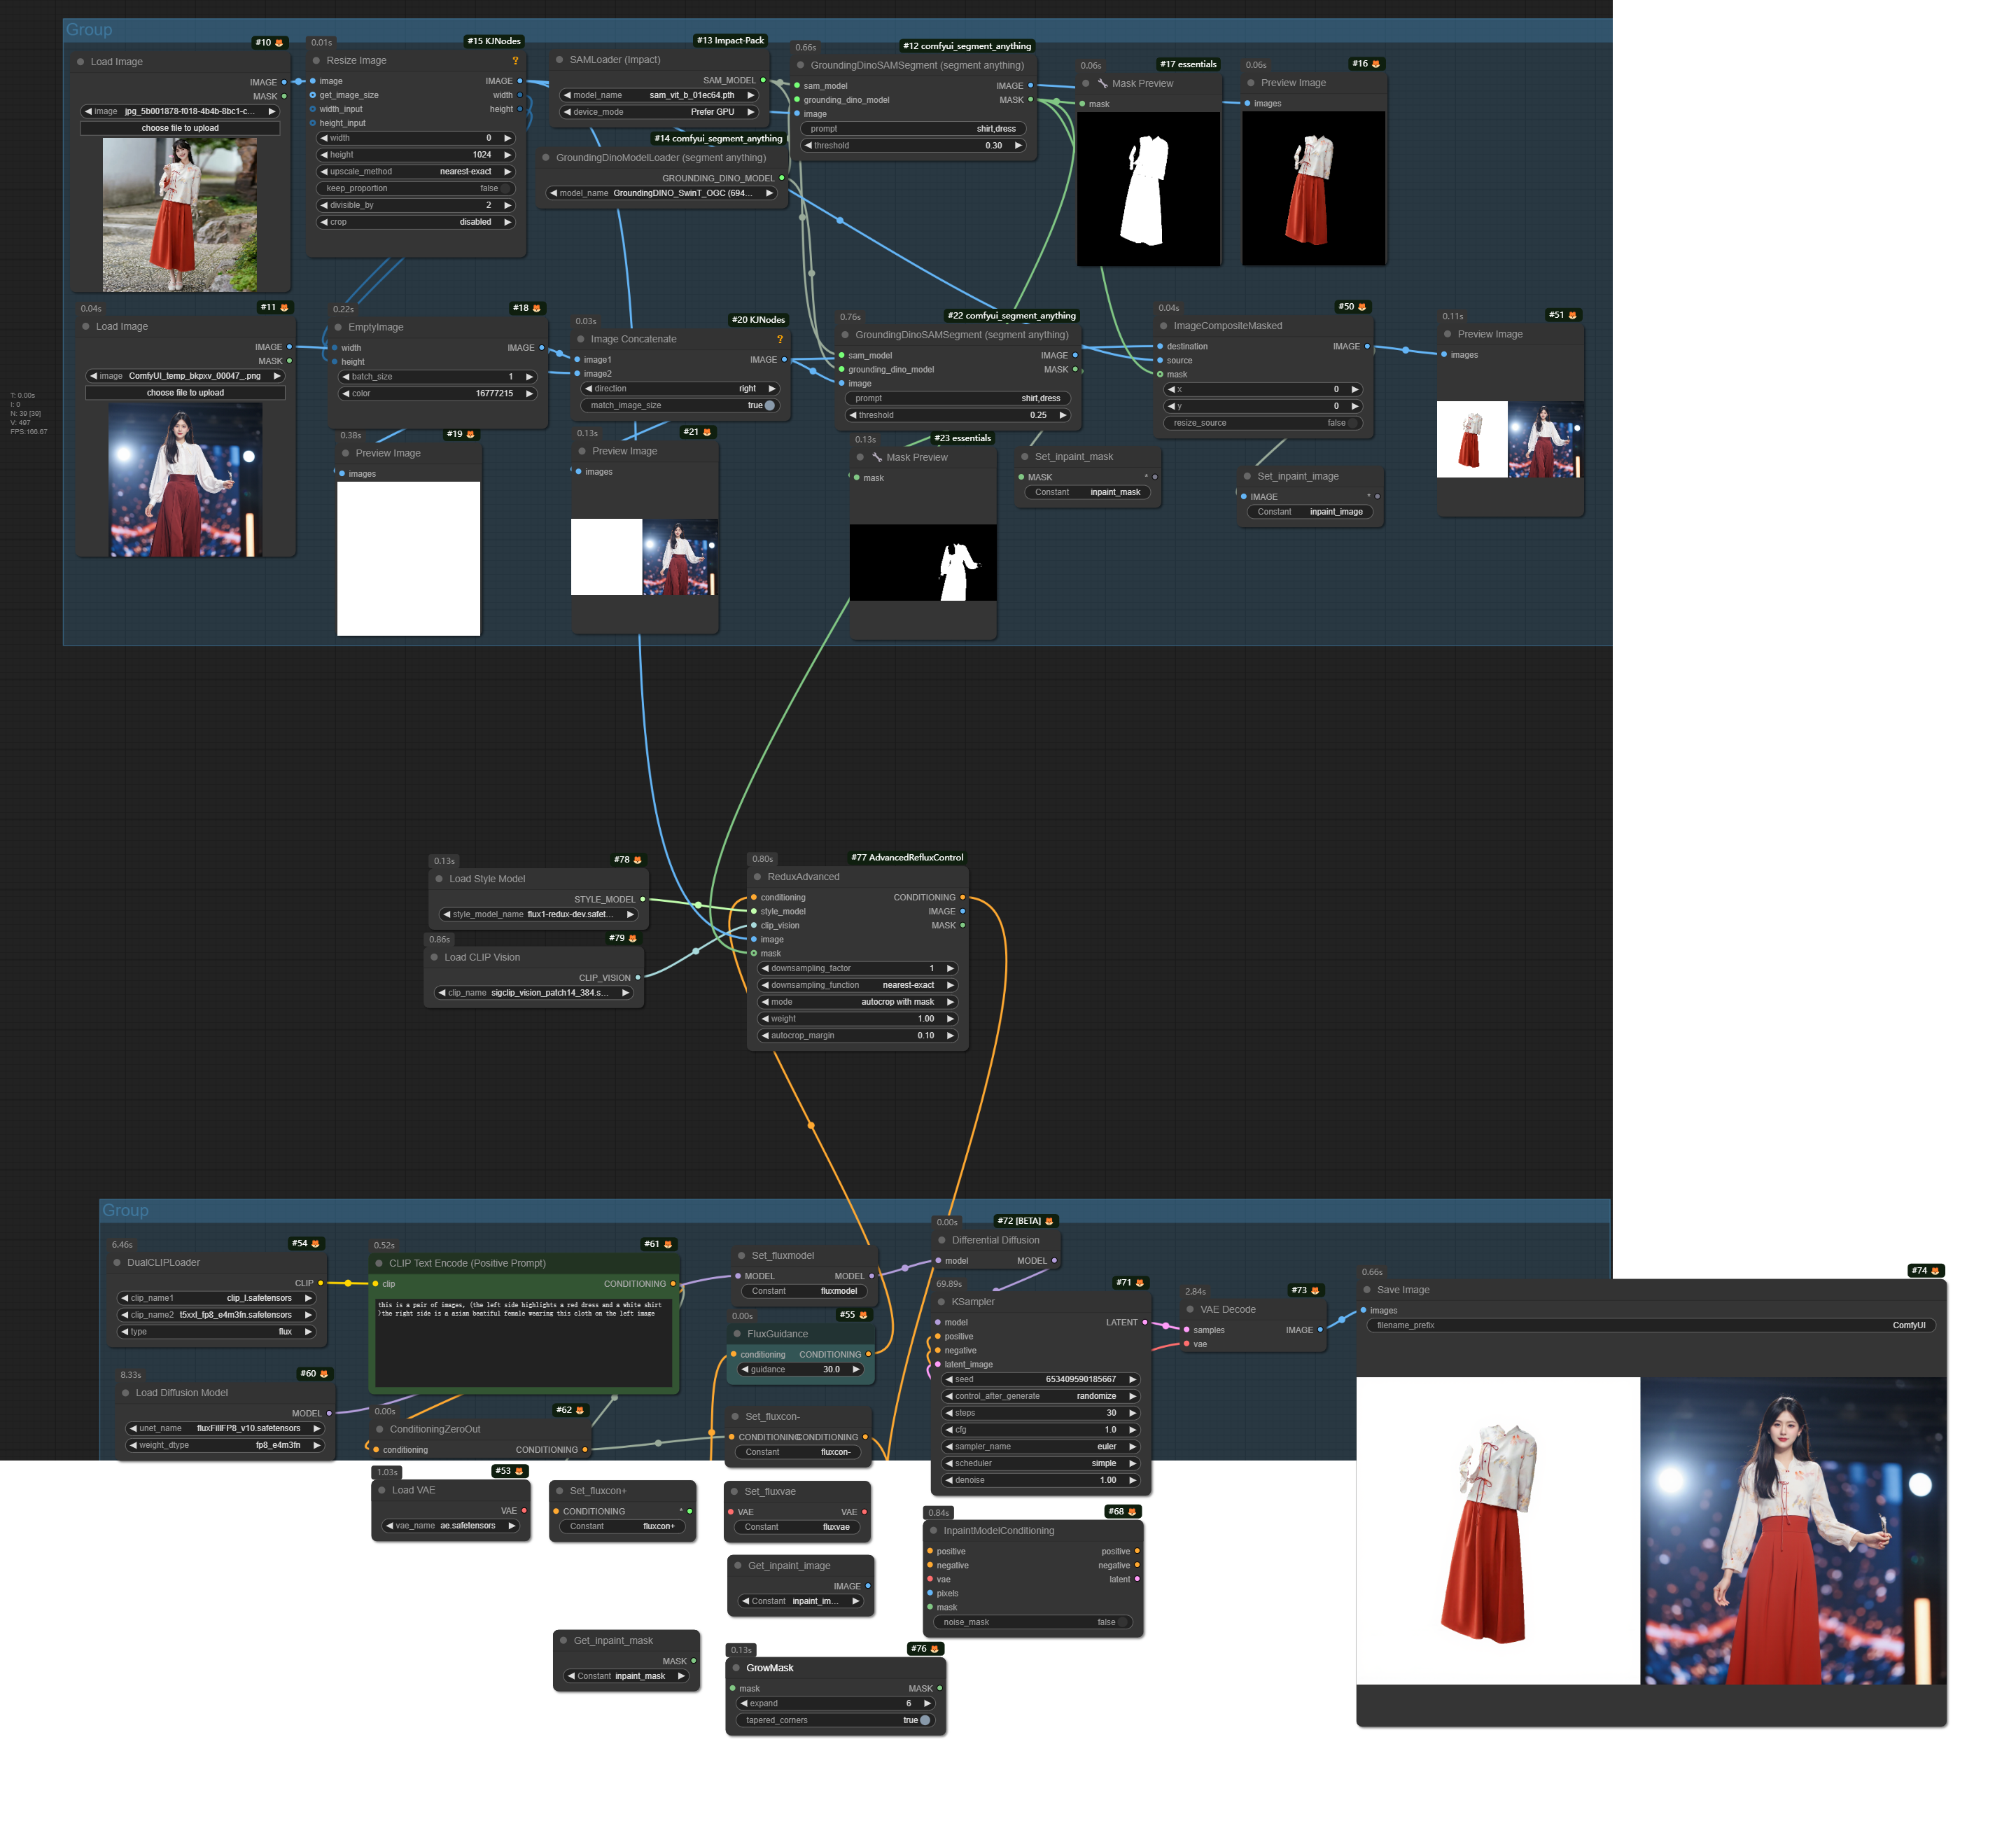 Group
#10
Load Image
IMAGE
MASK
image jpg_5b001878-f018-4b4b-8bc1-c...
choose file to upload
0.01s
#15 KJNodes
Resize Image
?
image
IMAGE
get_image_size
width
width_input
height
height_input
width 0
height 1024
upscale_method nearest-exact
keep_proportion false
divisible_by 2
crop disabled
#13 Impact-Pack
SAMLoader (Impact)
SAM_MODEL
model_name sam_vit_b_01ec64.pth
device_mode Prefer GPU
#14 comfyui_segment_anything
GroundingDinoModelLoader (segment anything)
GROUNDING_DINO_MODEL
model_name GroundingDINO_SwinT_OGC (694...
0.66s
#12 comfyui_segment_anything
GroundingDinoSAMSegment (segment anything)
sam_model
IMAGE
grounding_dino_model
MASK
image
prompt shirt,dress
threshold 0.30
0.06s
#17 essentials
Mask Preview
mask
0.06s
#16
Preview Image
images
0.04s
#11
Load Image
IMAGE
MASK
image ComfyUI_temp_bkpxv_00047_.png
choose file to upload
T: 0.00s
I: 0
N: 39 [39]
V: 497
FPS:166.67
0.22s
#18
EmptyImage
width
IMAGE
height
batch_size 1
color 16777215
0.38s
#19
Preview Image
images
0.03s
#20 KJNodes
Image Concatenate
?
image1
IMAGE
image2
direction right
match_image_size true
0.13s
#21
Preview Image
images
0.76s
#22 comfyui_segment_anything
GroundingDinoSAMSegment (segment anything)
sam_model
IMAGE
grounding_dino_model
MASK
image
prompt shirt,dress
threshold 0.25
0.13s
#23 essentials
Mask Preview
mask
Set_inpaint_mask
MASK
*
Constant inpaint_mask
0.04s
#50
ImageCompositeMasked
destination
IMAGE
source
mask
x 0
y 0
resize_source false
Set_inpaint_image
IMAGE
*
Constant inpaint_image
0.11s
#51
Preview Image
images
0.13s
#78
Load Style Model
STYLE_MODEL
style_model_name flux1-redux-dev.safet...
0.86s
#79
Load CLIP Vision
CLIP_VISION
clip_name sigclip_vision_patch14_384.s...
0.80s
#77 AdvancedRefluxControl
ReduxAdvanced
conditioning
CONDITIONING
style_model
IMAGE
clip_vision
MASK
image
mask
downsampling_factor 1
downsampling_function nearest-exact
mode autocrop with mask
weight 1.00
autocrop_margin 0.10
Group
6.46s
#54
DualCLIPLoader
CLIP
clip_name1 clip_l.safetensors
clip_name2 t5xxl_fp8_e4m3fn.safetensors
type flux
8.33s
#60
Load Diffusion Model
MODEL
unet_name fluxFillFP8_v10.safetensors
weight_dtype fp8_e4m3fn
0.52s
#61
CLIP Text Encode (Positive Prompt)
clip
CONDITIONING
this is a pair of images, (the left side highlights a red dress and a white shirt
)the right side is a asian beatiful female wearing this cloth on the left image
0.00s
#62
ConditioningZeroOut
conditioning
CONDITIONING
1.03s
#53
Load VAE
VAE
vae_name ae.safetensors
Set_fluxcon+
CONDITIONING
*
Constant fluxcon+
Set_fluxmodel
MODEL
MODEL
Constant fluxmodel
0.00s
#55
FluxGuidance
conditioning
CONDITIONING
guidance 30.0
Set_fluxcon-
CONDITIONING
CONDITIONING
Constant fluxcon-
Set_fluxvae
VAE
VAE
Constant fluxvae
Get_inpaint_image
IMAGE
Constant inpaint_im...
Get_inpaint_mask
MASK
Constant inpaint_mask
0.13s
#76
GrowMask
mask
MASK
expand 6
tapered_corners true
0.00s
#72 [BETA]
Differential Diffusion
model
MODEL
69.89s
#71
KSampler
model
LATENT
positive
negative
latent_image
seed 653409590185667
control_after_generate randomize
steps 30
cfg 1.0
sampler_name euler
scheduler simple
denoise 1.00
0.84s
#68
InpaintModelConditioning
positive
positive
negative
negative
vae
latent
pixels
mask
noise_mask false
2.84s
#73
VAE Decode
samples
IMAGE
vae
0.66s
#74
Save Image
images
filename_prefix ComfyUI